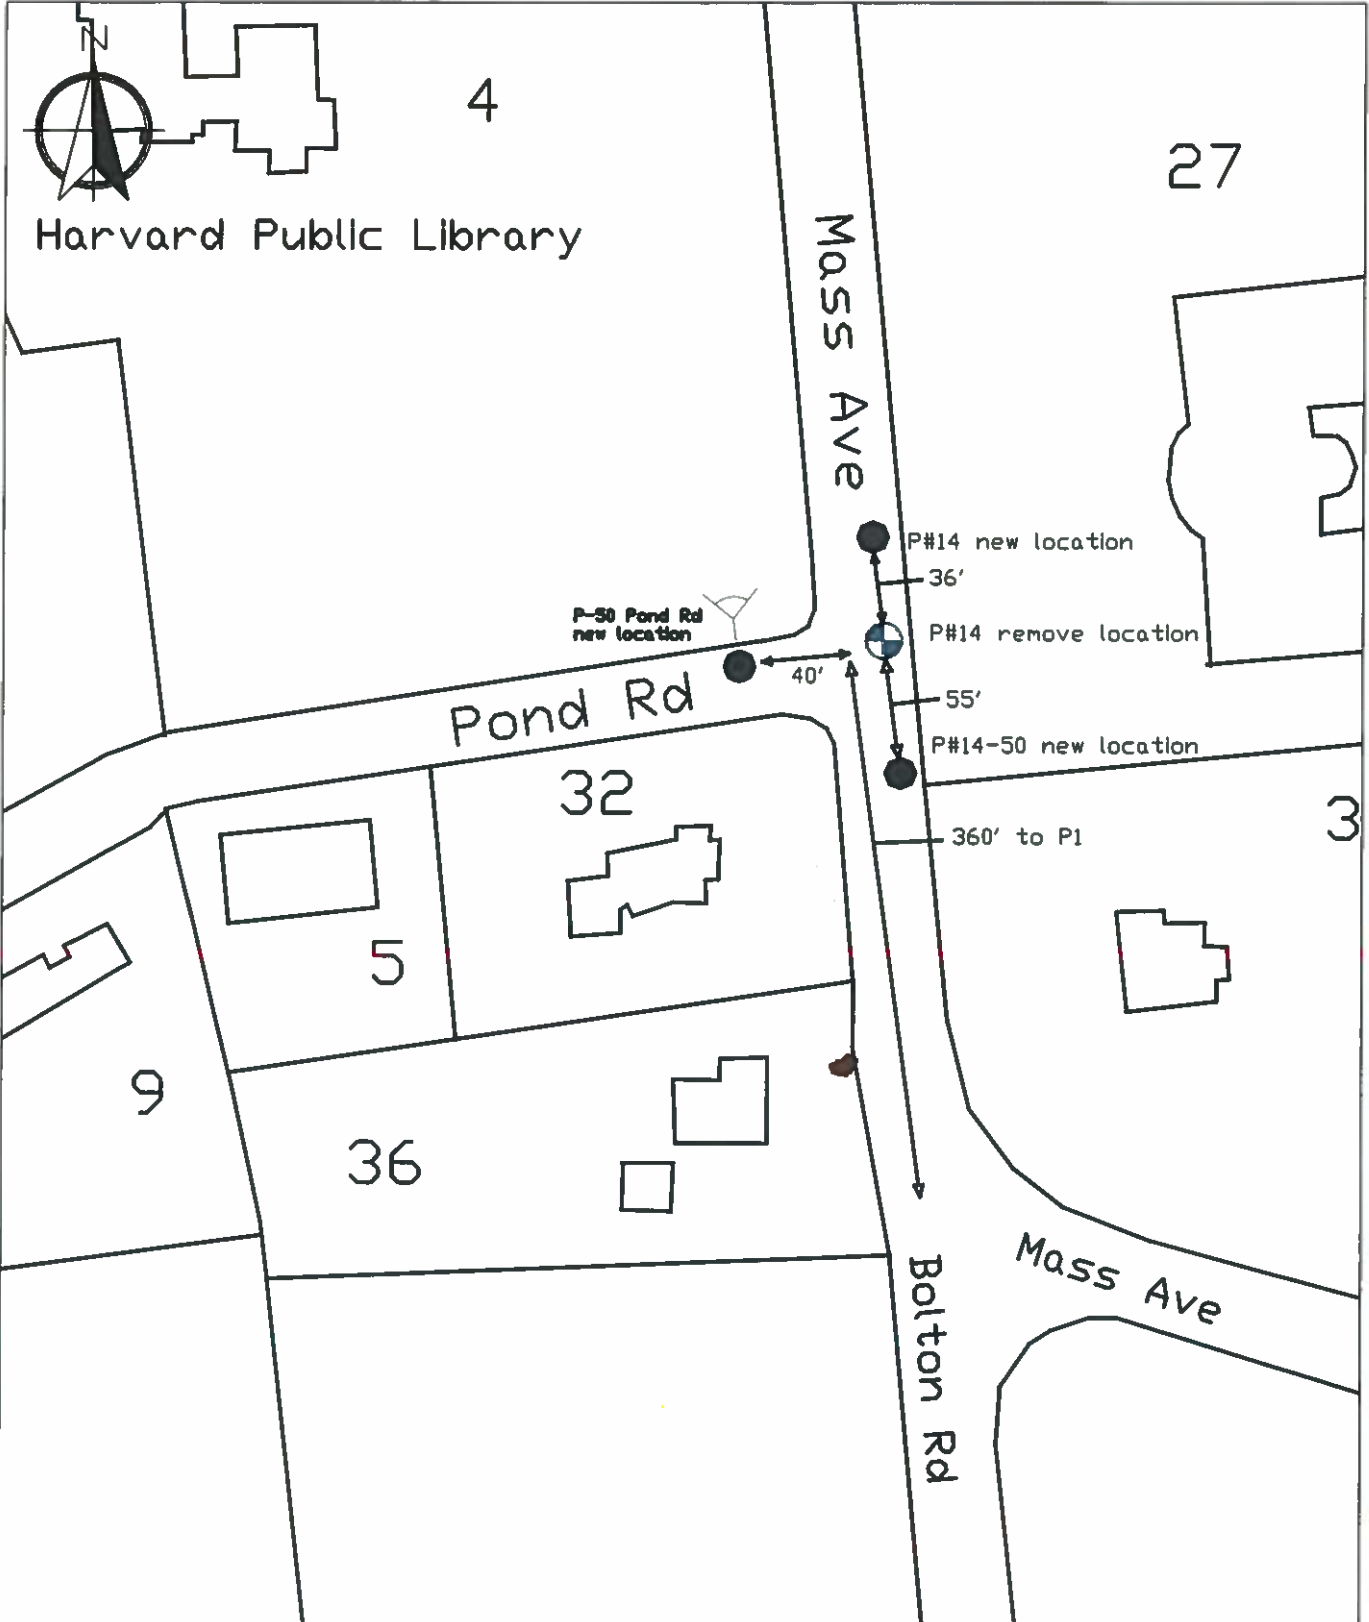 N
4
27
Harvard Public Library
Mass Ave
P#14 new location
36'
P-50 Pond Rd
new location
P#14 remove location
40'
Pond Rd
55'
P#14-50 new location
32
3
360' to P1
5
9
36
Mass Ave
Bolton Rd